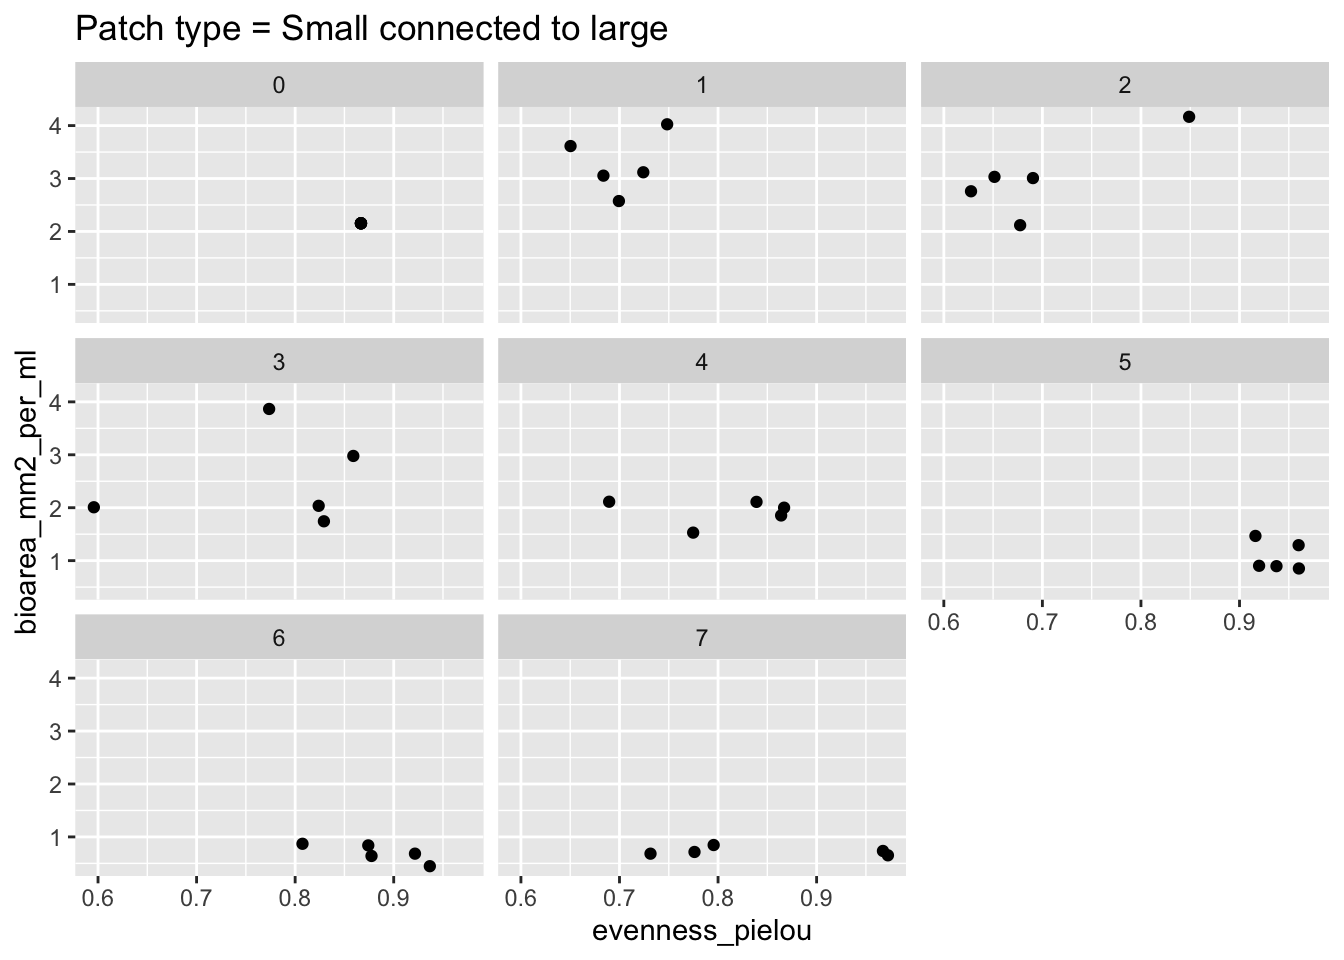 Patch type = Small connected to large
0 1 2
4
3
2
1
3 4 5
4
3
2
1
bioarea_mm2_per_ml
0.6 0.7 0.8 0.9
6 7
4
3
2
1
0.6 0.7 0.8 0.9 0.6 0.7 0.8 0.9
evenness_pielou